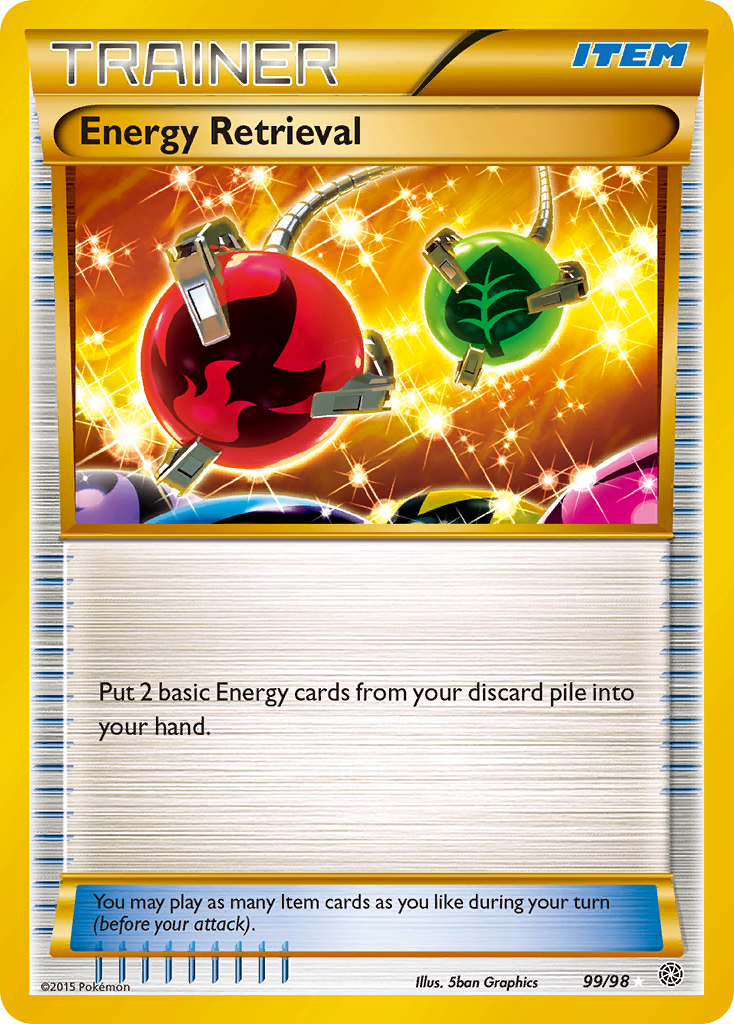 TRAINER
ITEM
Energy Retrieval
Put 2 basic Energy cards from your discard pile into
your hand.
You may play as many Item cards as you like during your turn
(before your attack).
©2015 Pokémon
Illus. 5ban Graphics
99/98